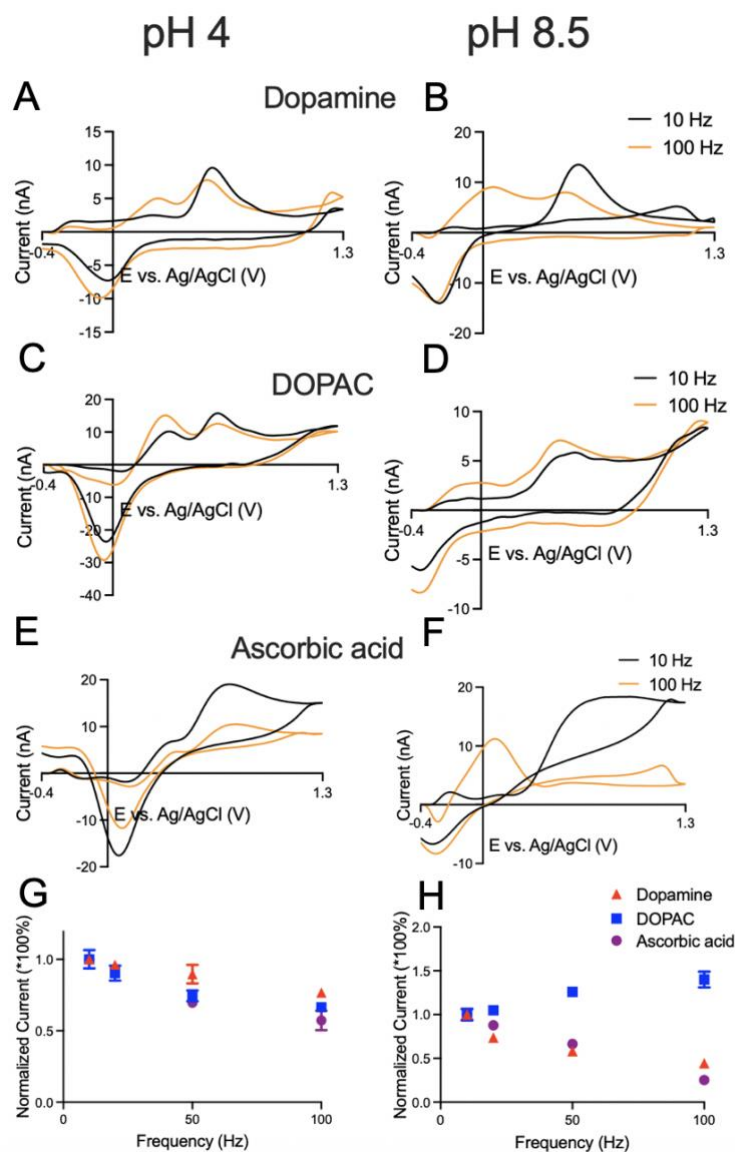 pH 4
pH 8.5
A
Dopamine
B
10 Hz
100 Hz
15
10
5
-5
-10
-15
Current (nA)
-0.4
1.3
E vs. Ag/AgCl (V)
20
10
-10
-20
Current (nA)
-0.4
1.3
E vs. Ag/AgCl (V)
C
DOPAC
D
10 Hz
100 Hz
20
10
-10
-20
-30
-40
Current (nA)
-0.4
1.3
E vs. Ag/AgCl (V)
10
5
-5
-10
Current (nA)
-0.4
1.3
E vs. Ag/AgCl (V)
E
Ascorbic acid
F
10 Hz
100 Hz
20
10
-10
-20
Current (nA)
-0.4
1.3
E vs. Ag/AgCl (V)
20
10
-10
Current (nA)
-0.4
1.3
E vs. Ag/AgCl (V)
G
Normalized Current (*100%)
1.0
0.5
0.0
0
50
100
Frequency (Hz)
H
Dopamine
DOPAC
Ascorbic acid
Normalized Current (*100%)
2.0
1.5
1.0
0.5
0.0
0
50
100
Frequency (Hz)